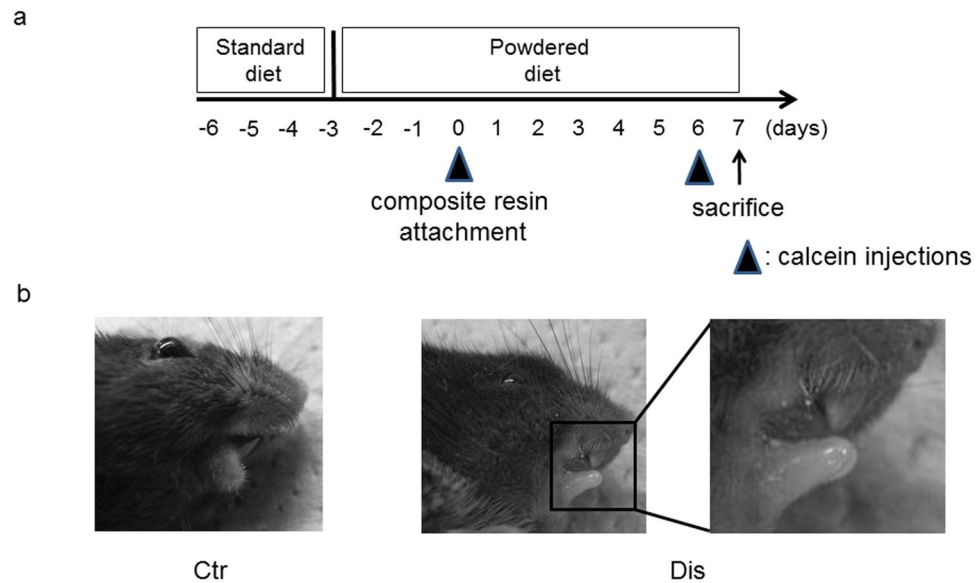 a
Standard
diet
Powdered
diet
-6 -5 -4 -3 -2 -1 0 1 2 3 4 5 6 7 (days)
composite resin
attachment
sacrifice
: calcein injections
b
Ctr
Dis